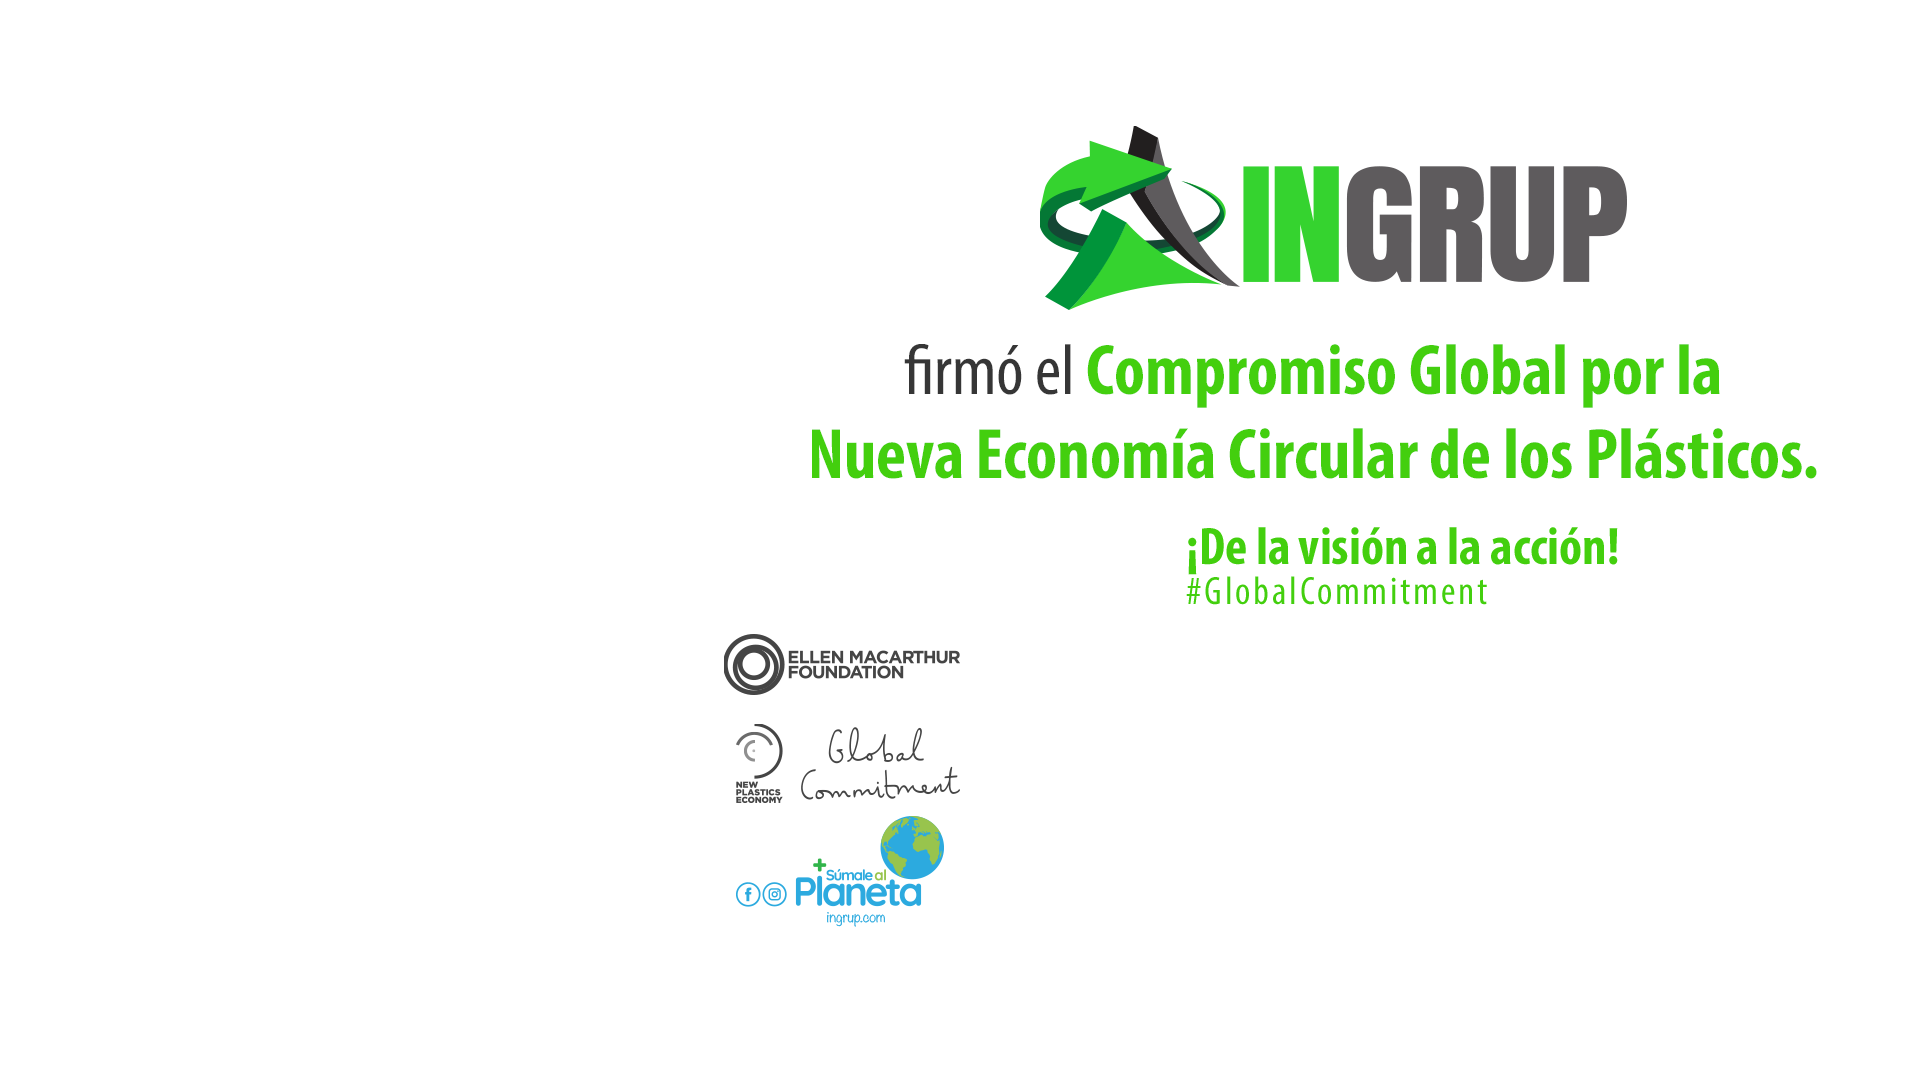 INGRUP
firmó el Compromiso Global por la
Nueva Economía Circular de los Plásticos.
¡De la visión a la acción!
#GlobalCommitment
ELLEN MACARTHUR
FOUNDATION
NEW
PLASTICS
ECONOMY
Global
Commitment
+
Súmale al
Planeta
ingrup.com